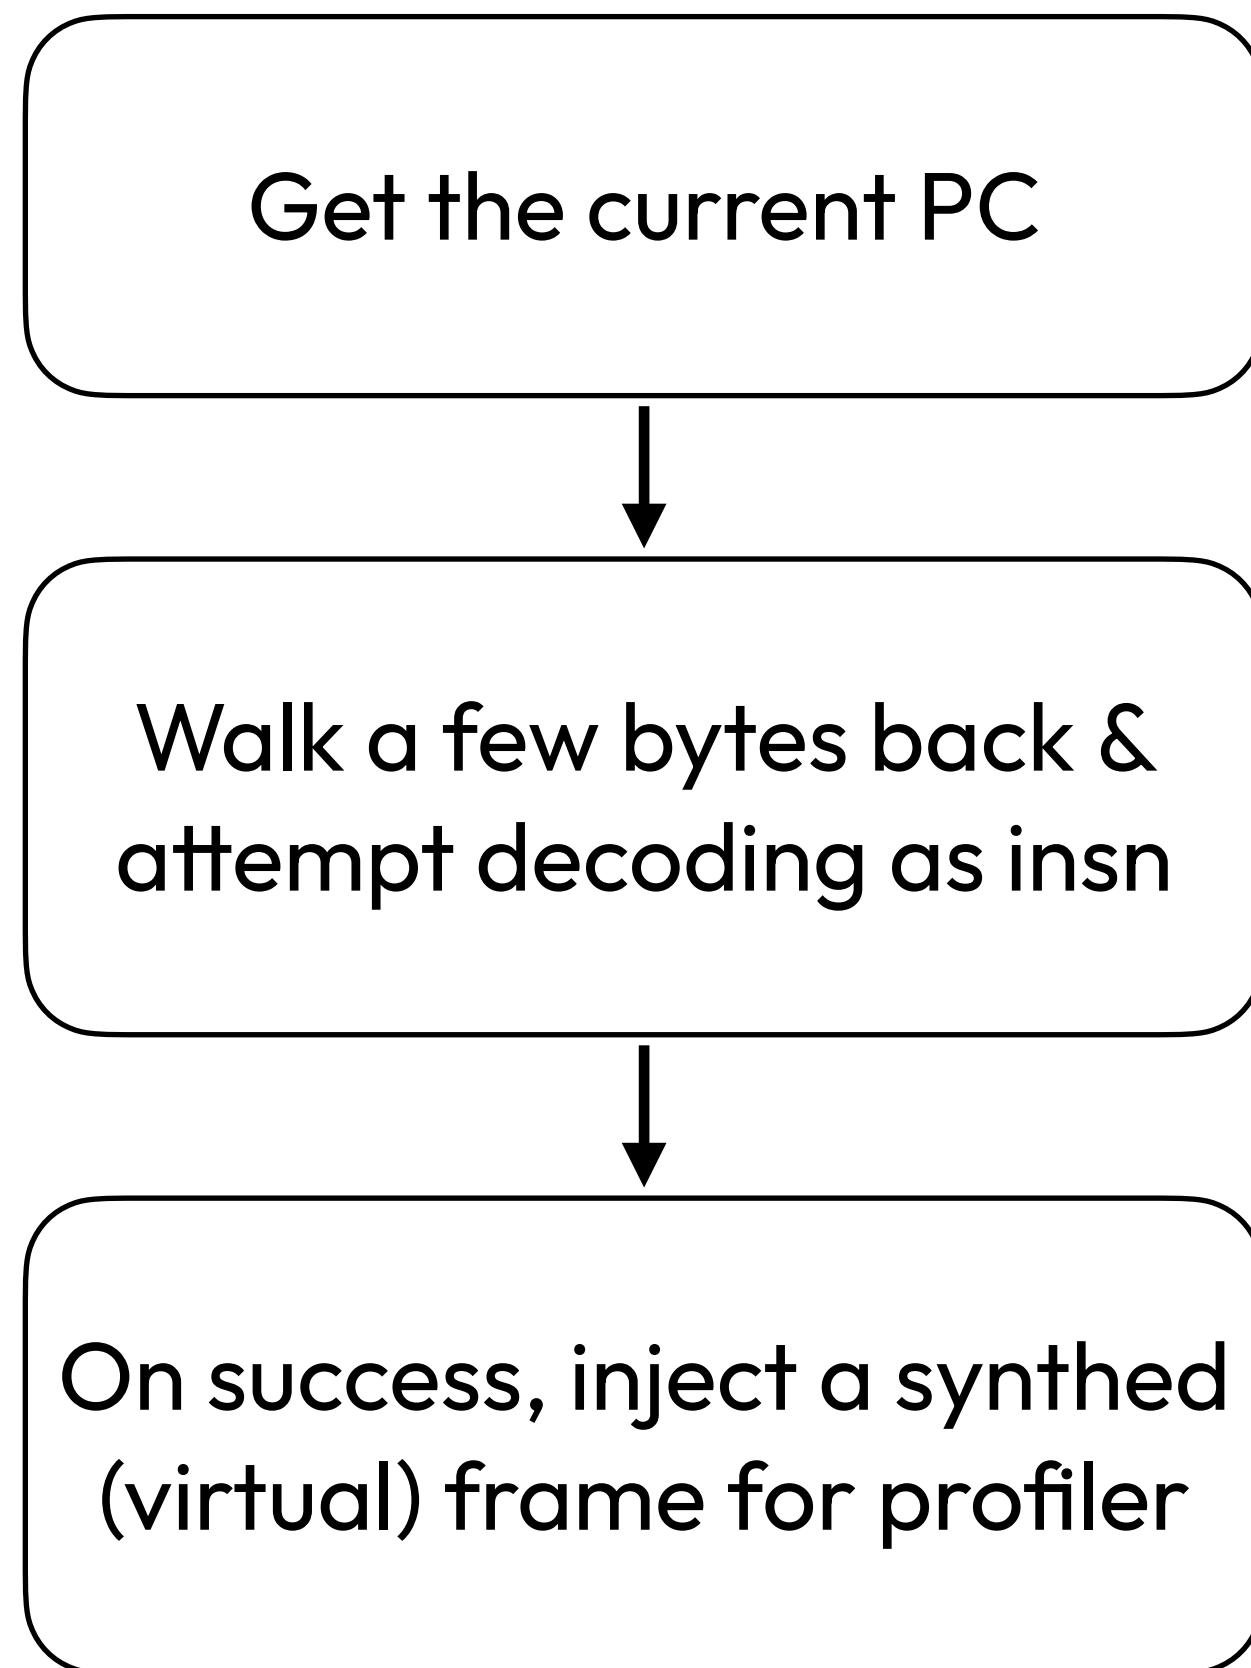 Get the current PC
Walk a few bytes back &
attempt decoding as insn
On success, inject a synthed
(virtual) frame for profiler